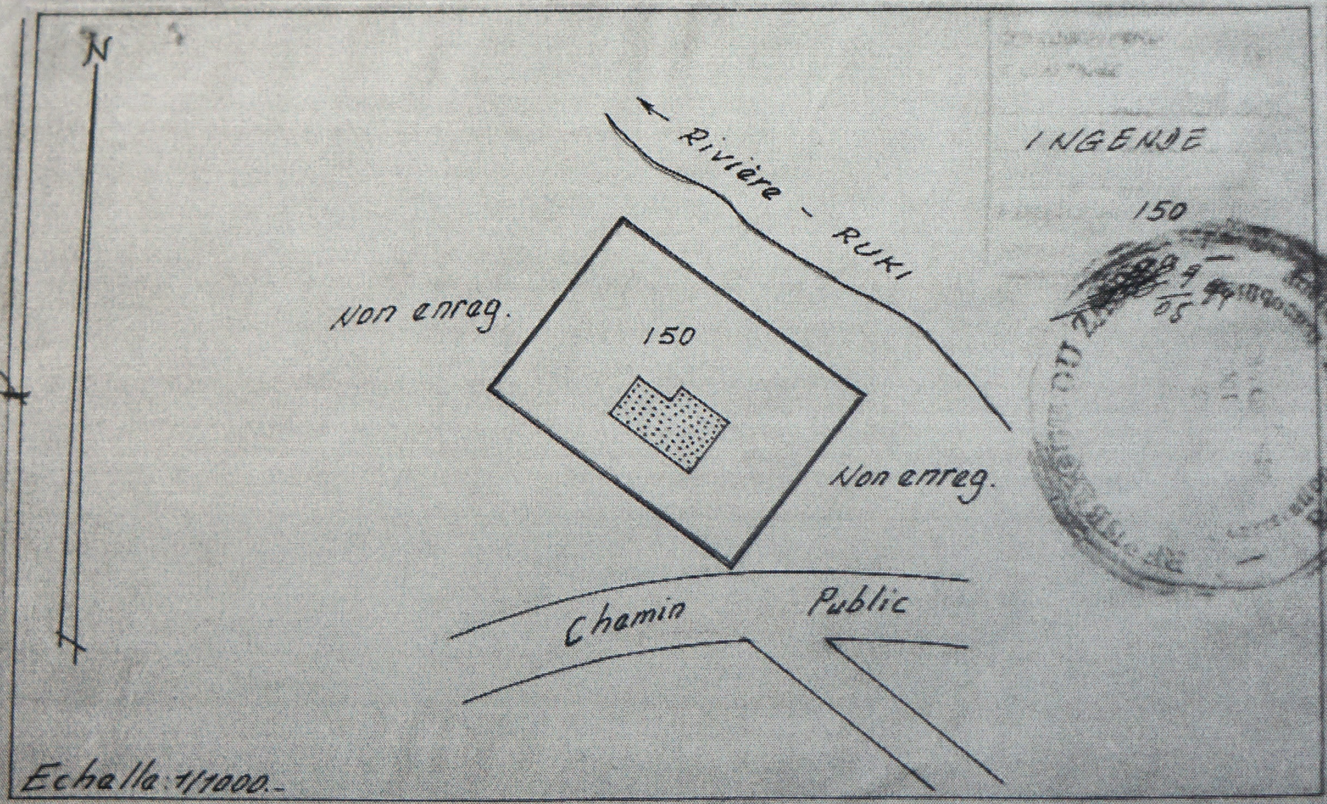 N
INGENDE
150
Rivière - RUKI
Non enreg.
150
Non enreg.
Chemin Public
Echelle: 1/1000.-